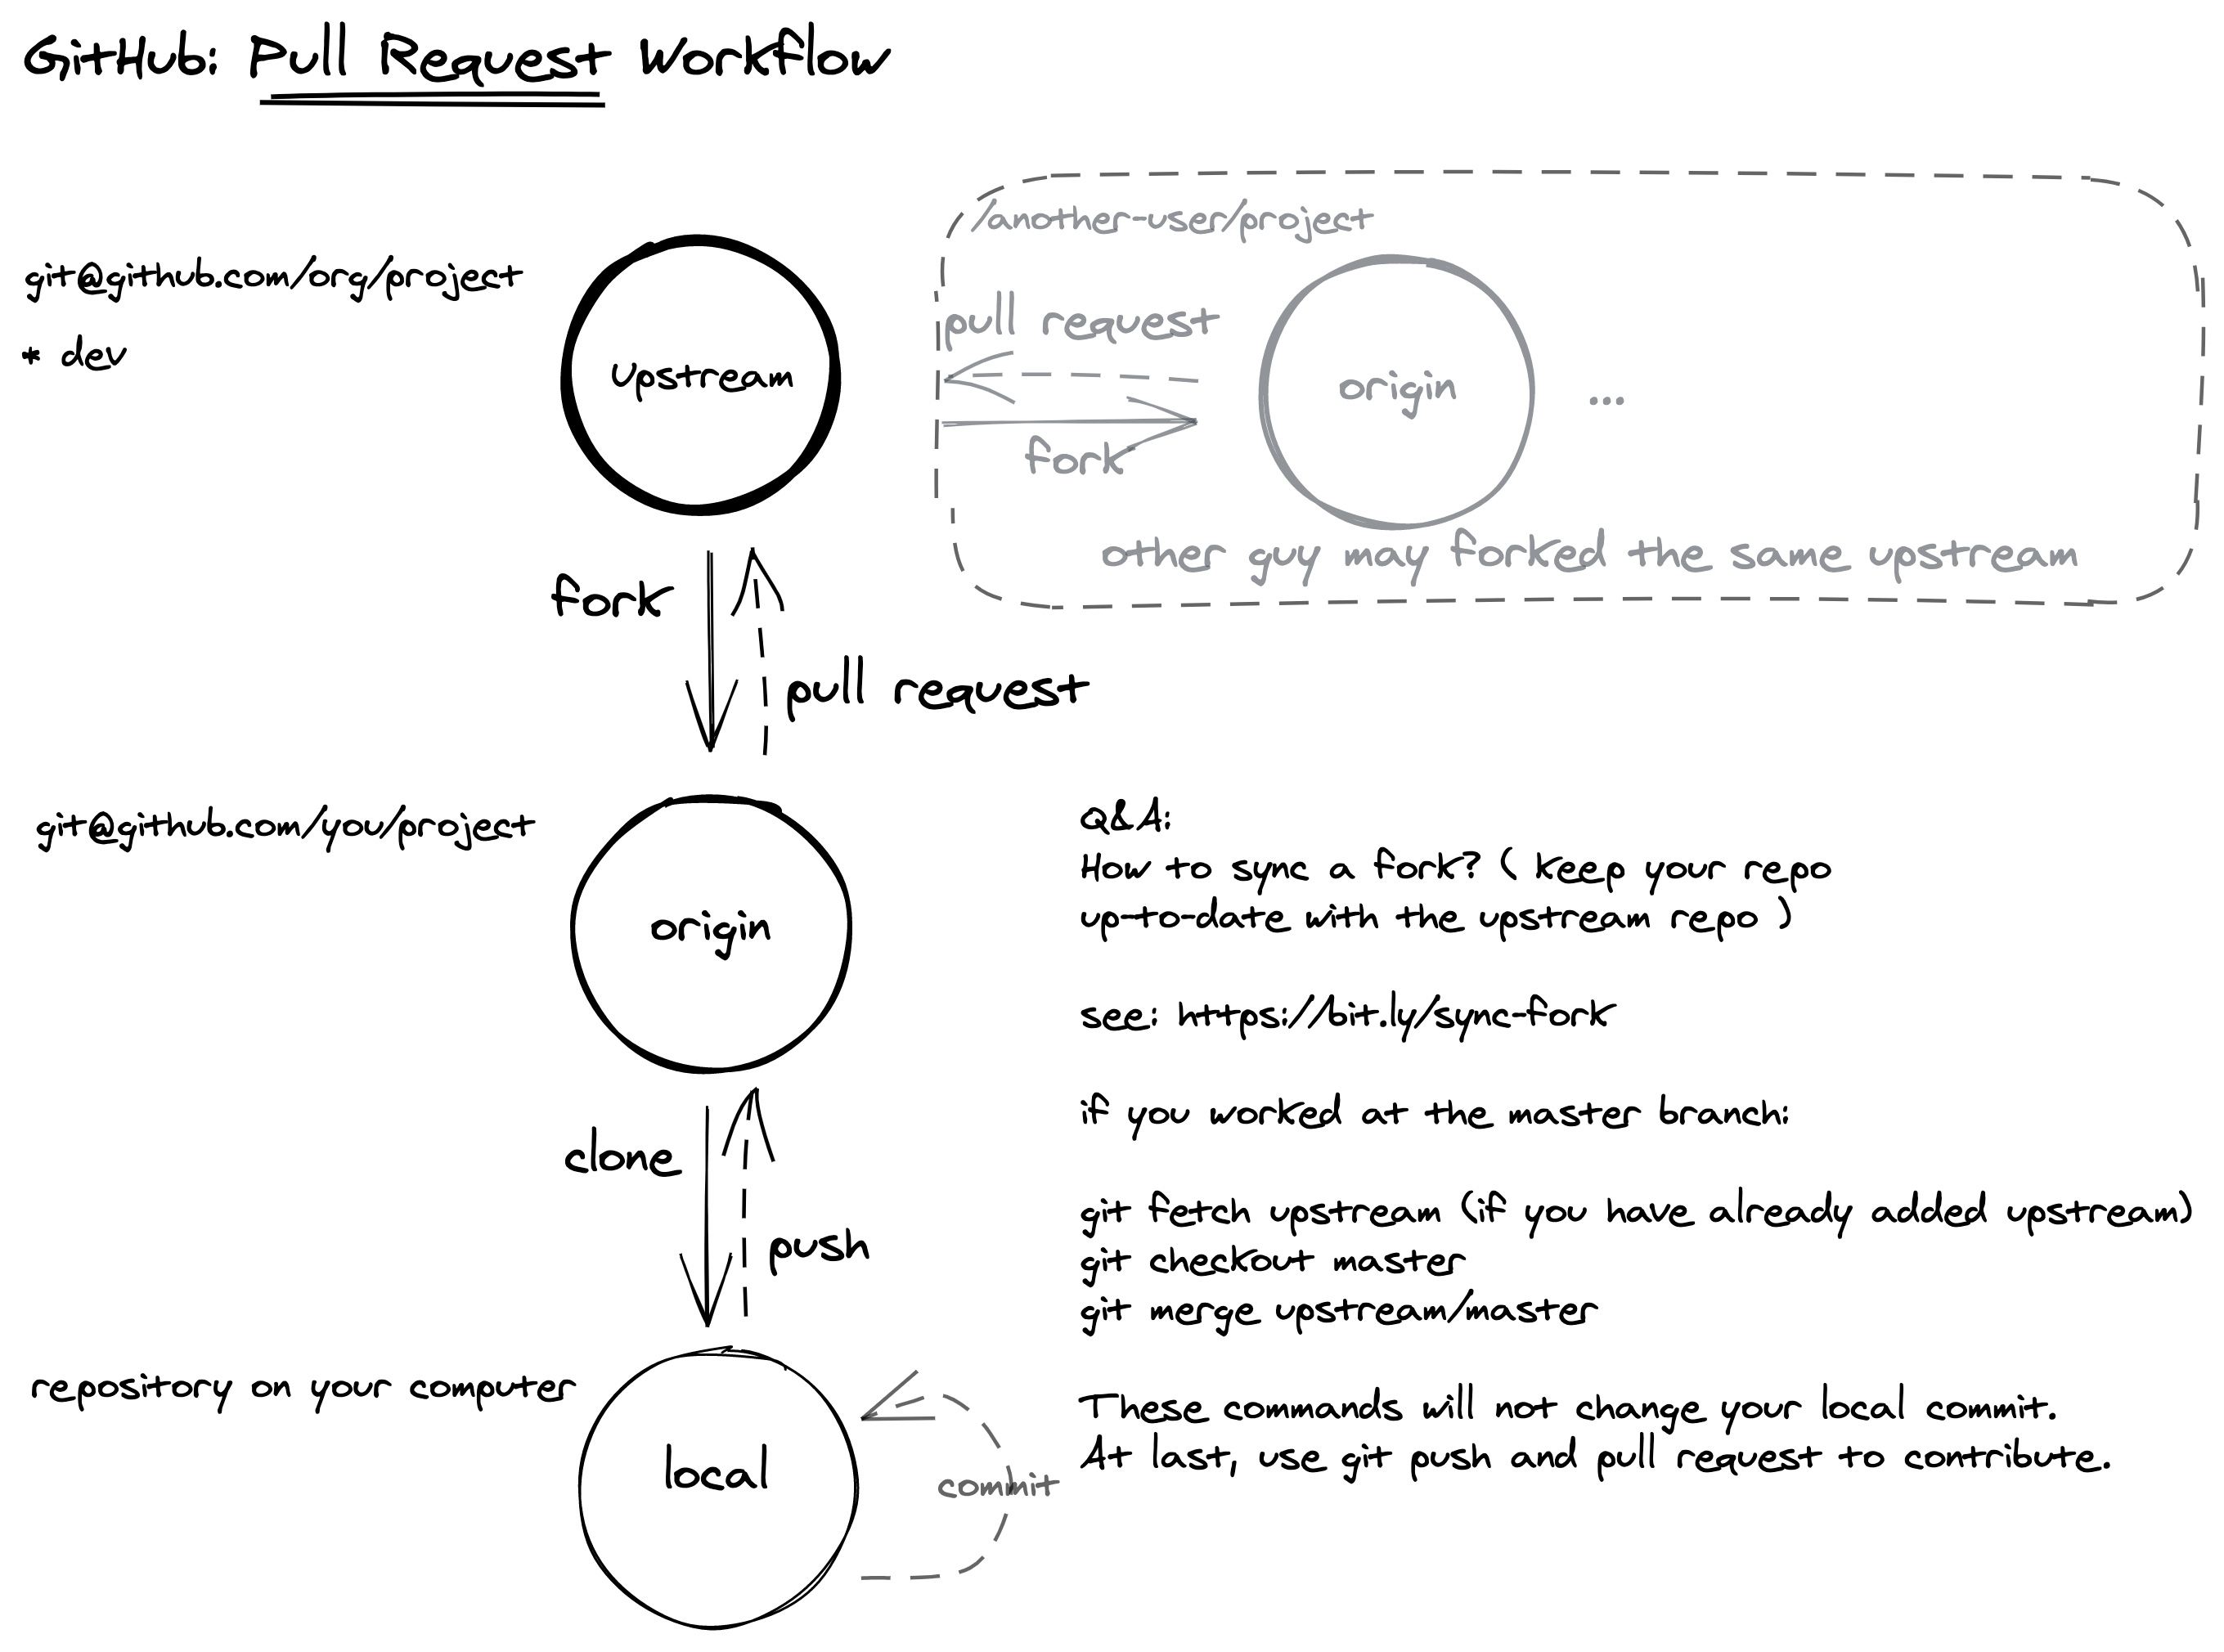 GitHub: Pull Request Workflow
/another-user/project
git@github.com/org/project
* dev
upstream
pull request
origin
...
fork
other guy may forked the same upstream
fork
pull request
git@github.com/you/project
origin
Q&A:
How to sync a fork? ( keep your repo
up-to-date with the upstream repo )
see: https://bit.ly/sync-fork
if you worked at the master branch:
clone
push
git fetch upstream (if you have already added upstream)
git checkout master
git merge upstream/master
repository on your computer
local
commit
These commands will not change your local commit.
At last, use git push and pull request to contribute.